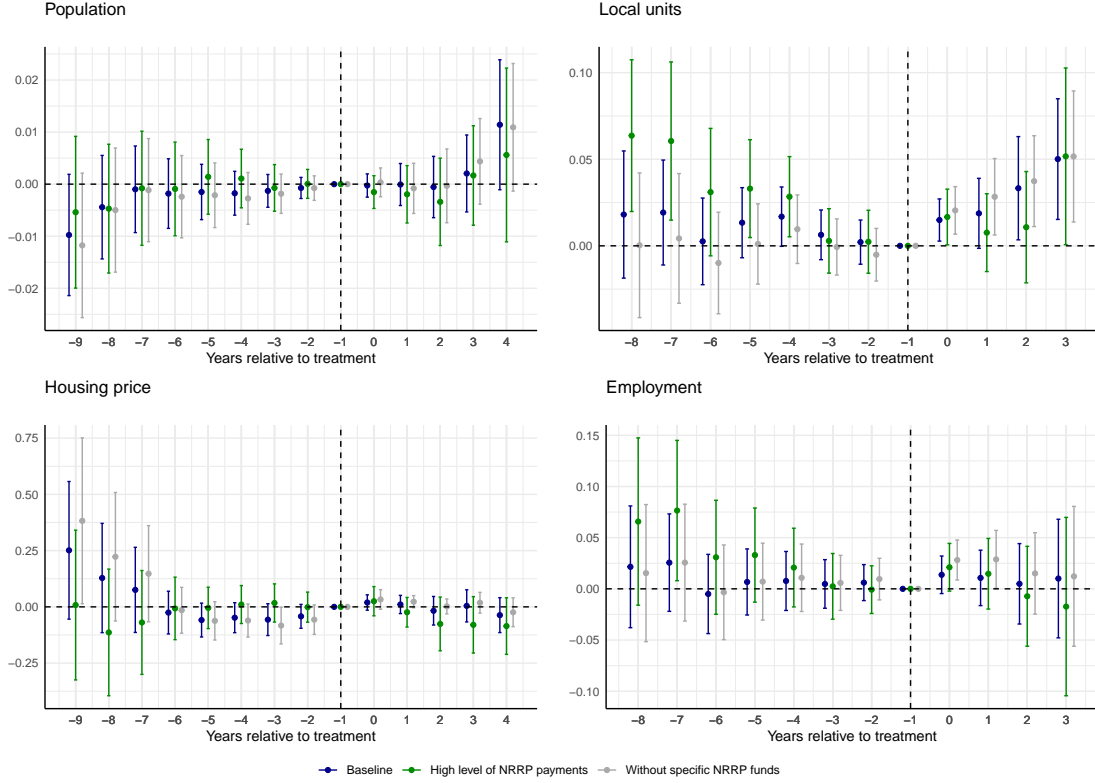 Population
0.02
0.01
0.00
−0.01
−0.02
−9 −8 −7 −6 −5 −4 −3 −2 −1 0 1 2 3 4
Years relative to treatment
Local units
0.10
0.05
0.00
−8 −7 −6 −5 −4 −3 −2 −1 0 1 2 3
Years relative to treatment
Housing price
0.75
0.50
0.25
0.00
−0.25
−9 −8 −7 −6 −5 −4 −3 −2 −1 0 1 2 3 4
Years relative to treatment
Employment
0.15
0.10
0.05
0.00
−0.05
−0.10
−8 −7 −6 −5 −4 −3 −2 −1 0 1 2 3
Years relative to treatment
Baseline High level of NRRP payments Without specific NRRP funds